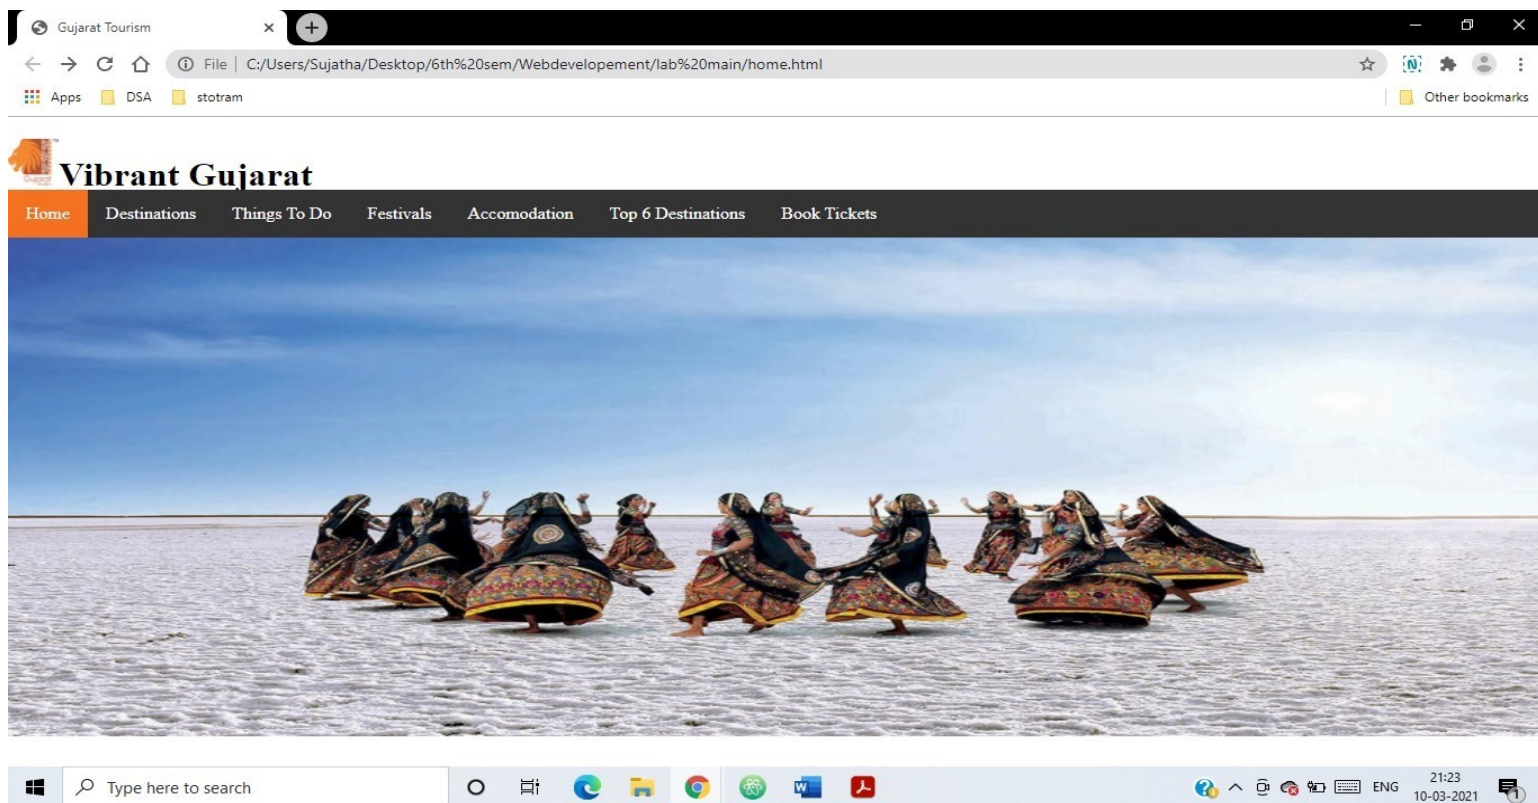 Gujarat Tourism
File | C:/Users/Sujatha/Desktop/6th%20sem/Webdevelopement/lab%20main/home.html
Apps DSA stotram Other bookmarks
Vibrant Gujarat
Home Destinations Things To Do Festivals Accomodation Top 6 Destinations Book Tickets
Type here to search ENG 21:23
10-03-2021 1